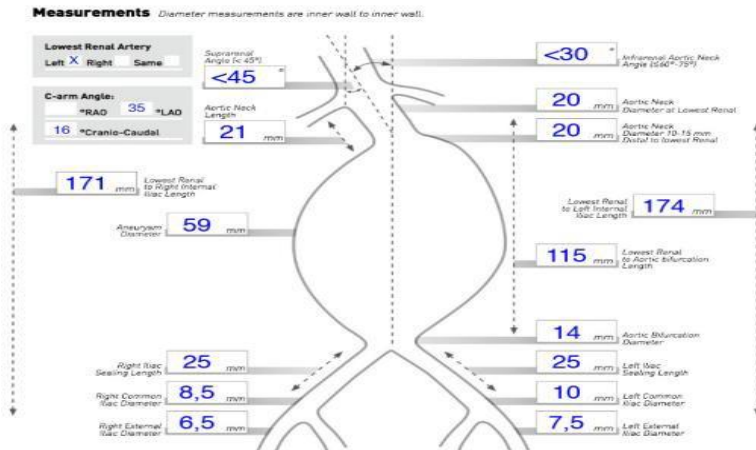 Measurements Diameter measurements are inner wall to inner wall.
Lowest Renal Artery
Left X Right Same
C-arm Angle:
°RAO 35 °LAO
16 °Cranio-Caudal
Suprarenal
Angle (< 45°)
<45 °
Aortic Neck
Length
21 mm
<30 °
Infrarenal Aortic Neck
Angle (≤60°-75°)
20 mm
Aortic Neck
Diameter at Lowest Renal
20 mm
Aortic Neck
Diameter 10-15 mm
Distal to lowest Renal
171 mm
Lowest Renal
to Right Internal
Iliac Length
Lowest Renal
to Left Internal
Iliac Length
174 mm
Aneurysm
Diameter
59 mm
115 mm
Lowest Renal
to Aortic Bifurcation
Length
14 mm
Aortic Bifurcation
Diameter
Right Iliac
Sealing Length
25 mm
25 mm
Left Iliac
Sealing Length
Right Common
Iliac Diameter
8,5 mm
10 mm
Left Common
Iliac Diameter
Right External
Iliac Diameter
6,5 mm
7,5 mm
Left External
Iliac Diameter